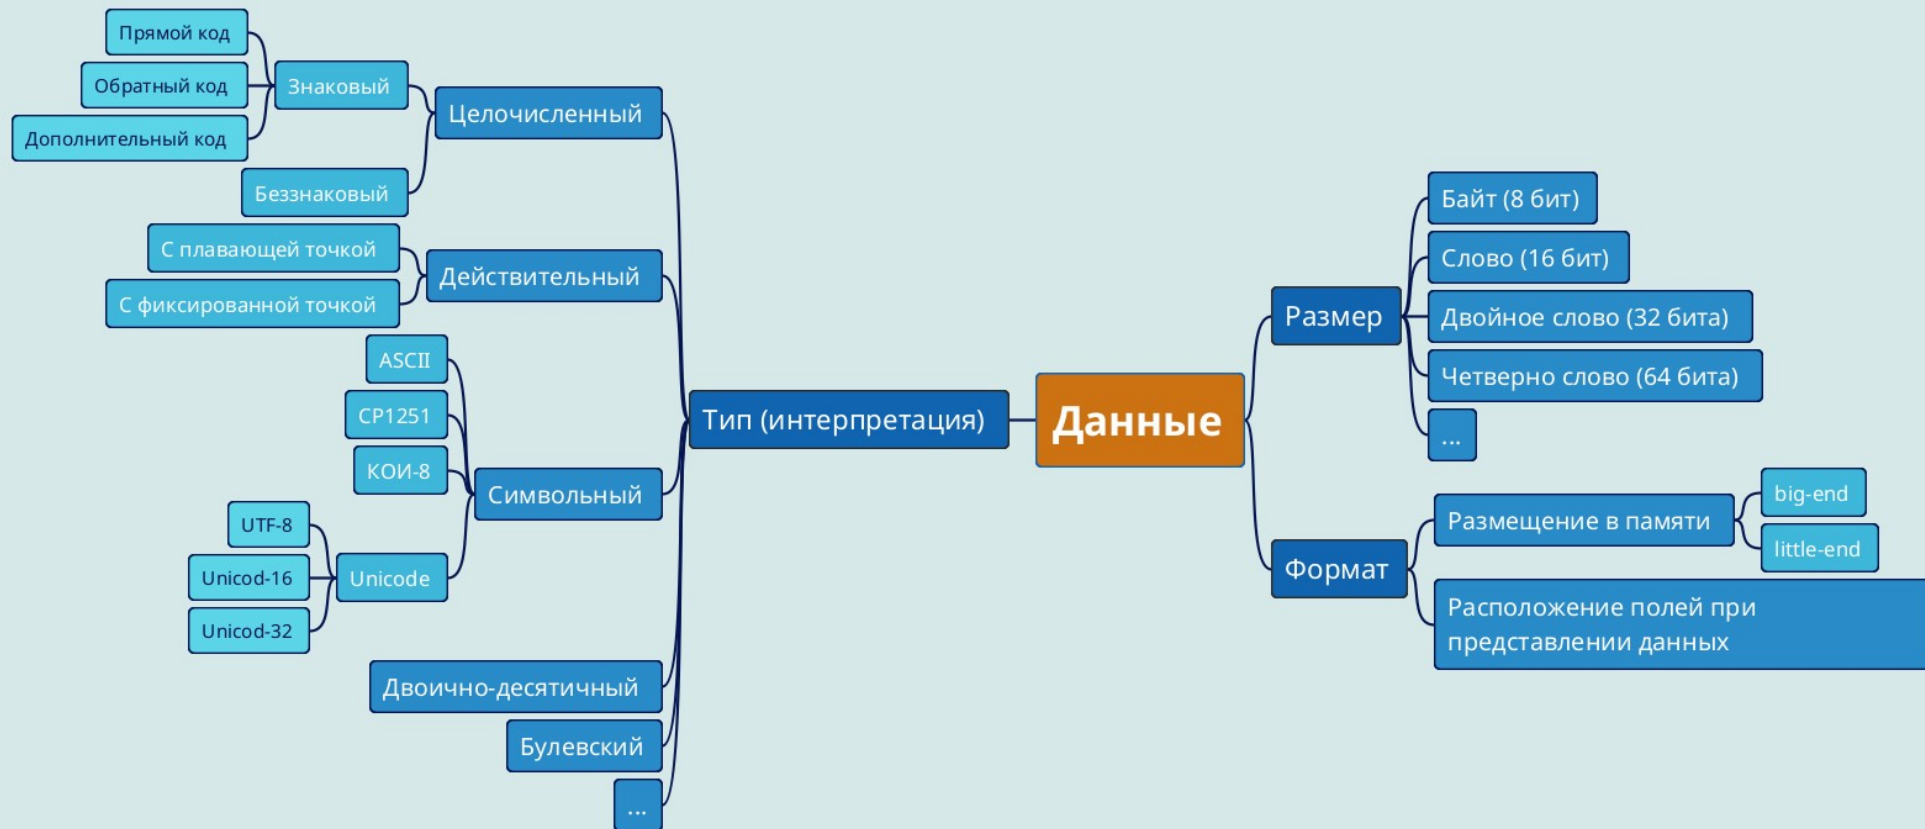 Прямой код
Обратный код
Дополнительный код
Знаковый
Беззнаковый
Целочисленный
С плавающей точкой
С фиксированной точкой
Действительный
ASCII
CP1251
КОИ-8
UTF-8
Unicod-16
Unicod-32
Unicode
Символьный
Двоично-десятичный
Булевский
...
Тип (интерпретация)
Данные
Размер
Байт (8 бит)
Слово (16 бит)
Двойное слово (32 бита)
Четверно слово (64 бита)
...
Формат
Размещение в памяти
big-end
little-end
Расположение полей при
представлении данных